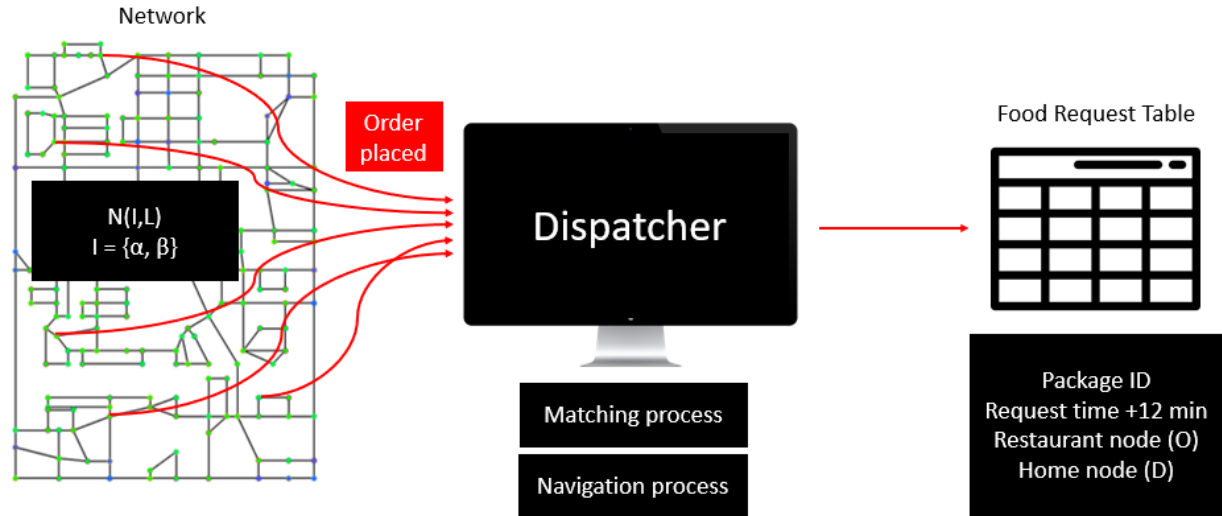 Network
N(I,L)
I = {α, β}
Order
placed
Dispatcher
Matching process
Navigation process
Food Request Table
Package ID
Request time +12 min
Restaurant node (O)
Home node (D)